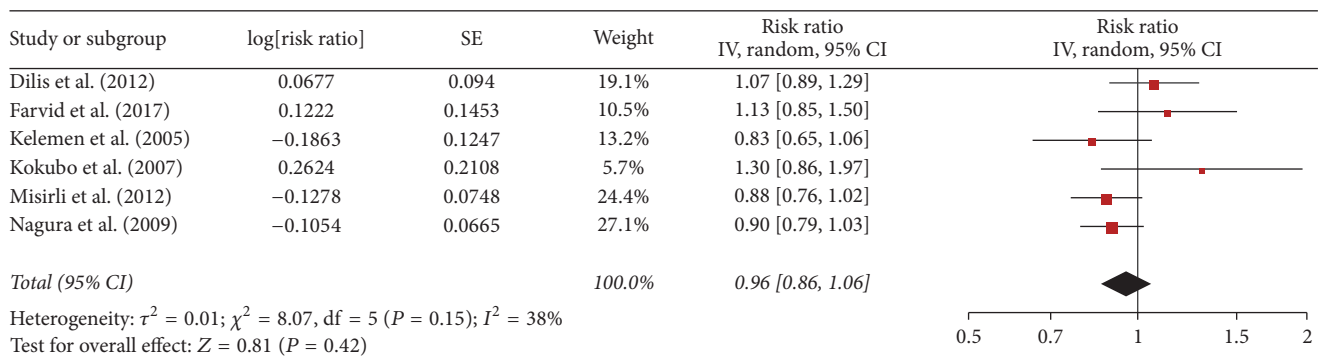 Study or subgroup log[risk ratio] SE Weight Risk ratio IV, random, 95% CI Risk ratio IV, random, 95% CI
Dilis et al. (2012) 0.0677 0.094 19.1% 1.07 [0.89, 1.29]
Farvid et al. (2017) 0.1222 0.1453 10.5% 1.13 [0.85, 1.50]
Kelemen et al. (2005) −0.1863 0.1247 13.2% 0.83 [0.65, 1.06]
Kokubo et al. (2007) 0.2624 0.2108 5.7% 1.30 [0.86, 1.97]
Misirli et al. (2012) −0.1278 0.0748 24.4% 0.88 [0.76, 1.02]
Nagura et al. (2009) −0.1054 0.0665 27.1% 0.90 [0.79, 1.03]
Total (95% CI) 100.0% 0.96 [0.86, 1.06]
Heterogeneity: τ² = 0.01; χ² = 8.07, df = 5 (P = 0.15); I² = 38%
Test for overall effect: Z = 0.81 (P = 0.42)
0.5 0.7 1 1.5 2